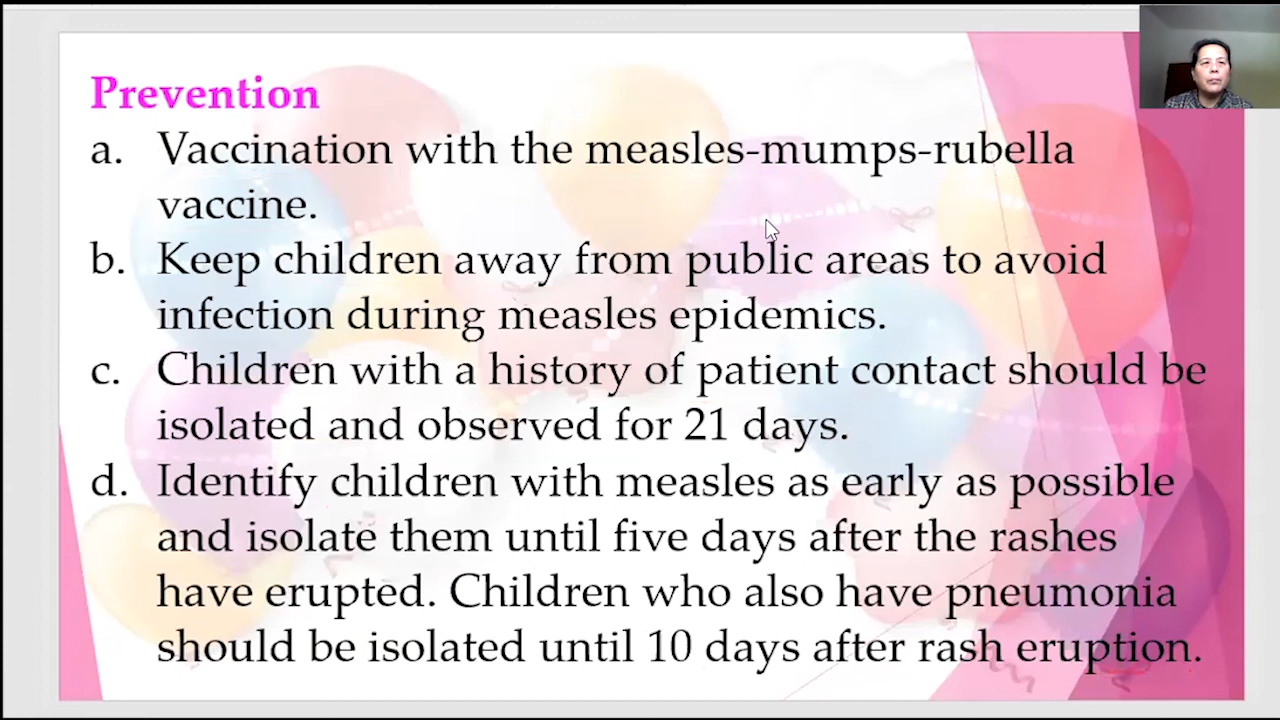 Prevention
a. Vaccination with the measles-mumps-rubella
vaccine.
b. Keep children away from public areas to avoid
infection during measles epidemics.
c. Children with a history of patient contact should be
isolated and observed for 21 days.
d. Identify children with measles as early as possible
and isolate them until five days after the rashes
have erupted. Children who also have pneumonia
should be isolated until 10 days after rash eruption.